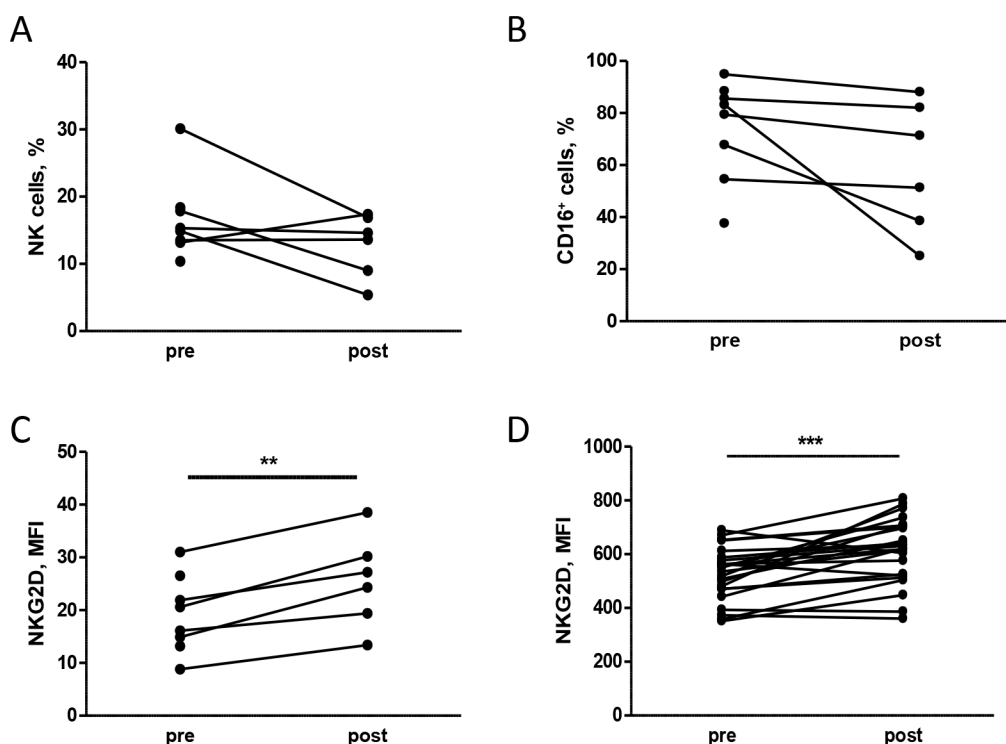 A
NK cells, %
40
30
20
10
0
pre post
B
CD16⁺ cells, %
100
80
60
40
20
0
pre post
C
NKG2D, MFI
**
50
40
30
20
10
0
pre post
D
NKG2D, MFI
***
1000
800
600
400
200
0
pre post